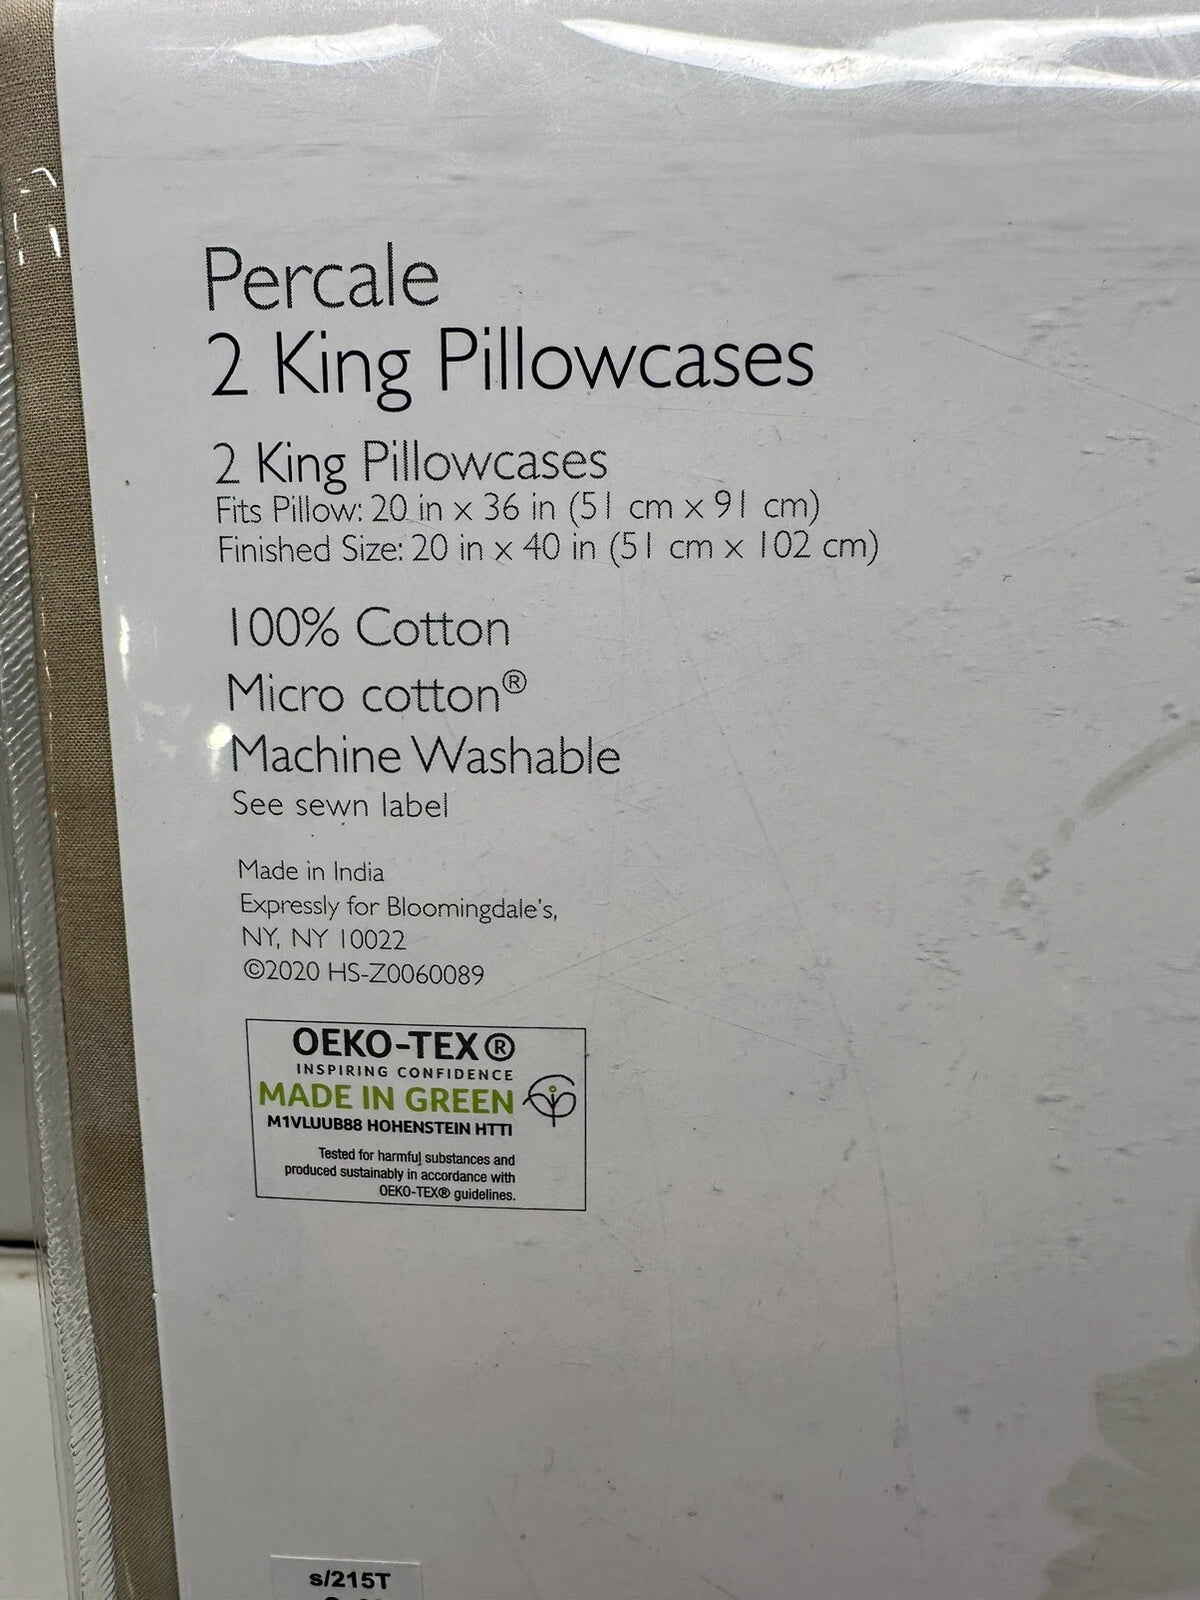 Percale
2 King Pillowcases
2 King Pillowcases
Fits Pillow: 20 in x 36 in (51 cm x 91 cm)
Finished Size: 20 in x 40 in (51 cm x 102 cm)
100% Cotton
Micro cotton®
Machine Washable
See sewn label
Made in India
Expressly for Bloomingdale's,
NY, NY 10022
©2020 HS-Z0060089
OEKO-TEX®
INSPIRING CONFIDENCE
MADE IN GREEN
M1VLUUB88 HOHENSTEIN HTTI
Tested for harmful substances and
produced sustainably in accordance with
OEKO-TEX® guidelines.
s/215T